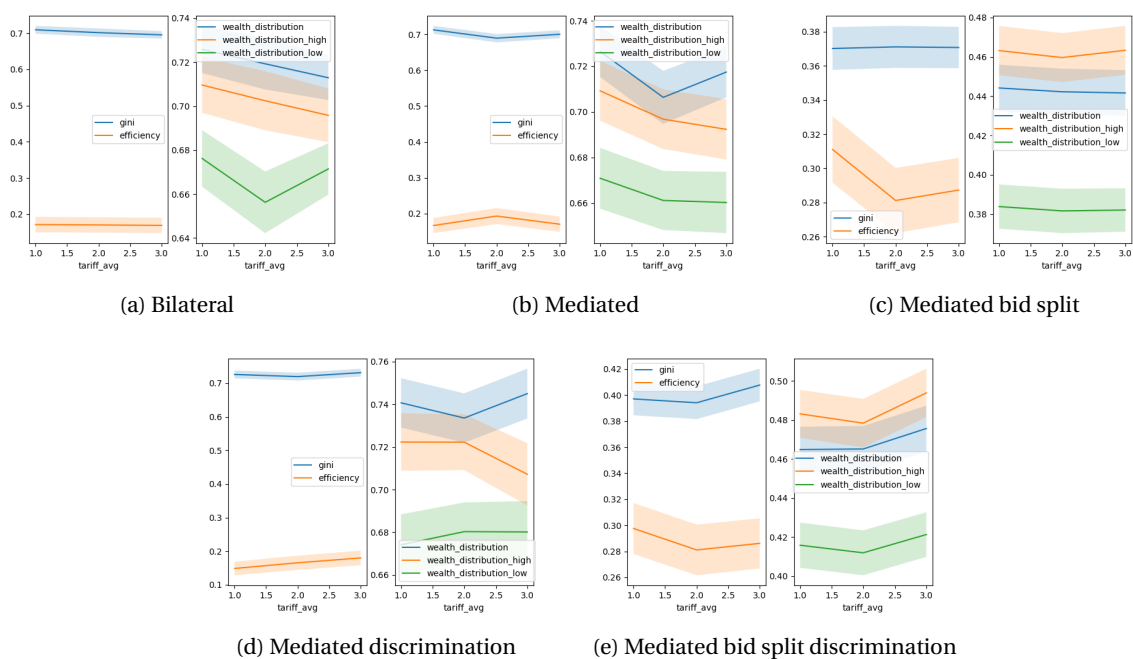 0.7
0.6
0.5
0.4
0.3
0.2
gini
efficiency
1.0 1.5 2.0 2.5 3.0
tariff_avg
0.74
0.72
0.70
0.68
0.66
0.64
wealth_distribution
wealth_distribution_high
wealth_distribution_low
1.0 1.5 2.0 2.5 3.0
tariff_avg
(a) Bilateral
0.7
0.6
0.5
0.4
0.3
0.2
gini
efficiency
1.0 1.5 2.0 2.5 3.0
tariff_avg
0.74
0.72
0.70
0.68
0.66
0.64
wealth_distribution
wealth_distribution_high
wealth_distribution_low
1.0 1.5 2.0 2.5 3.0
tariff_avg
(b) Mediated
0.38
0.36
0.34
0.32
0.30
0.28
0.26
gini
efficiency
1.0 1.5 2.0 2.5 3.0
tariff_avg
0.48
0.46
0.44
0.42
0.40
0.38
wealth_distribution
wealth_distribution_high
wealth_distribution_low
1.0 1.5 2.0 2.5 3.0
tariff_avg
(c) Mediated bid split
0.7
0.6
0.5
0.4
0.3
0.2
0.1
gini
efficiency
1.0 1.5 2.0 2.5 3.0
tariff_avg
0.76
0.74
0.72
0.70
0.68
0.66
wealth_distribution
wealth_distribution_high
wealth_distribution_low
1.0 1.5 2.0 2.5 3.0
tariff_avg
(d) Mediated discrimination
0.42
0.40
0.38
0.36
0.34
0.32
0.30
0.28
0.26
gini
efficiency
1.0 1.5 2.0 2.5 3.0
tariff_avg
0.50
0.48
0.46
0.44
0.42
0.40
wealth_distribution
wealth_distribution_high
wealth_distribution_low
1.0 1.5 2.0 2.5 3.0
tariff_avg
(e) Mediated bid split discrimination